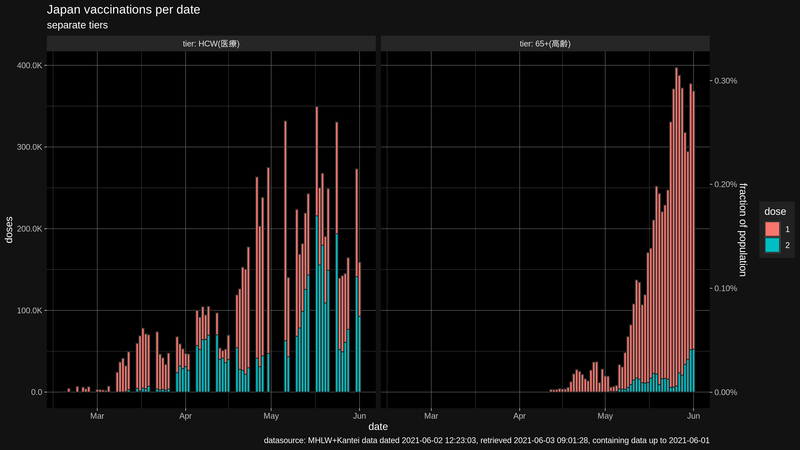 Japan vaccinations per date
separate tiers
tier: HCW(医療)
tier: 65+(高齢)
400.0K
300.0K
200.0K
100.0K
0.0
doses
0.30%
0.20%
0.10%
0.00%
fraction of population
dose
1
2
Mar
Apr
May
Jun
Mar
Apr
May
Jun
date
datasource: MHLW+Kantei data dated 2021-06-02 12:23:03, retrieved 2021-06-03 09:01:28, containing data up to 2021-06-01